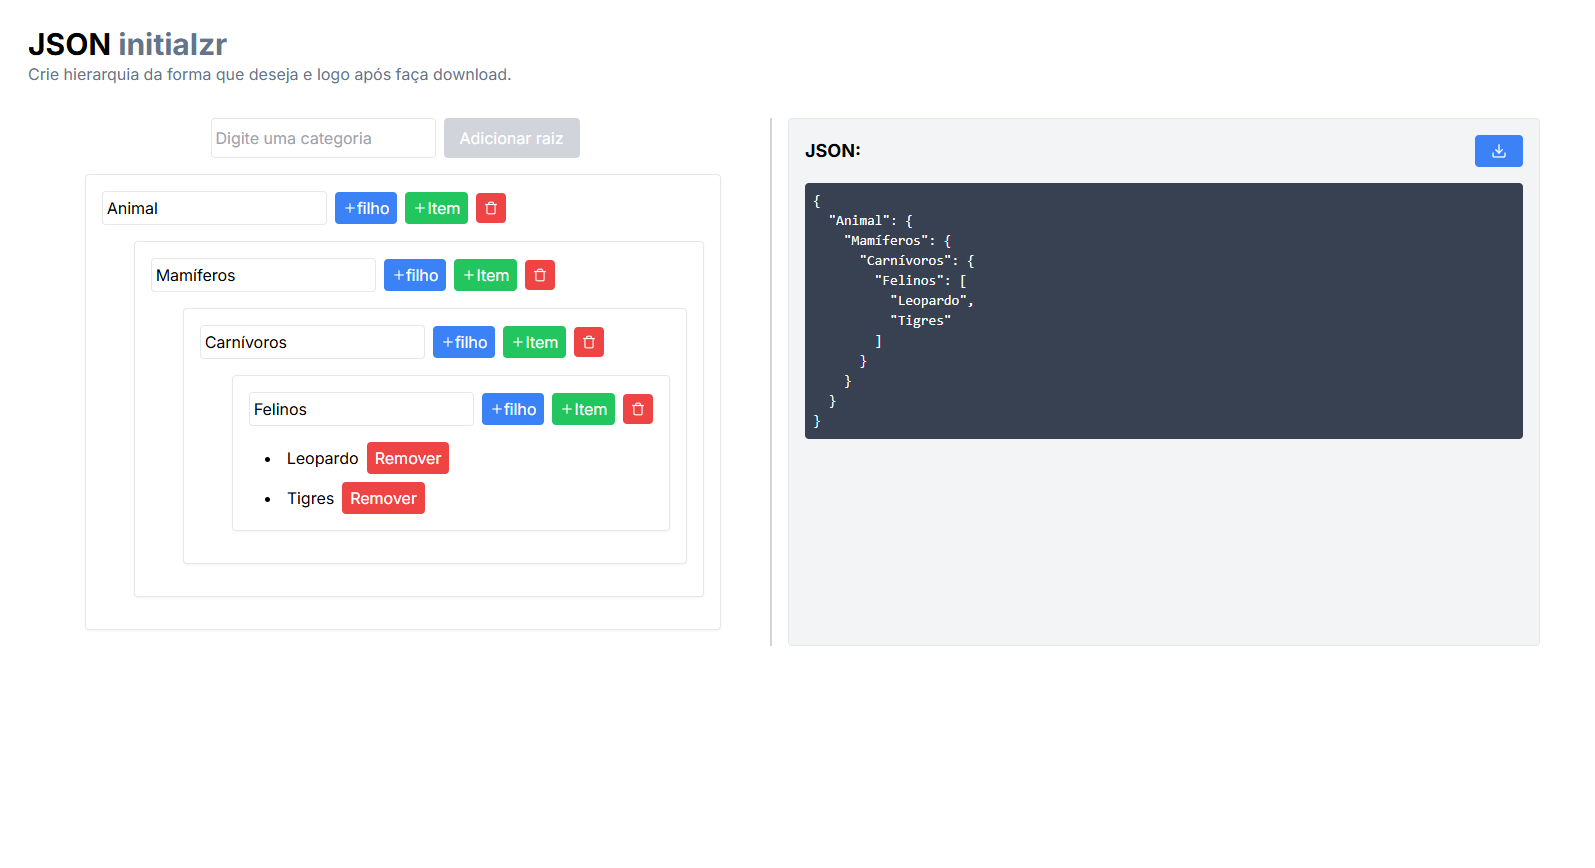 JSON initialzr
Crie hierarquia da forma que deseja e logo após faça download.
Digite uma categoria
Adicionar raiz
Animal
+filho
+Item
Mamíferos
+filho
+Item
Carnívoros
+filho
+Item
Felinos
+filho
+Item
• Leopardo Remover
• Tigres Remover
JSON:
{
  "Animal": {
    "Mamíferos": {
      "Carnívoros": {
        "Felinos": [
          "Leopardo",
          "Tigres"
        ]
      }
    }
  }
}